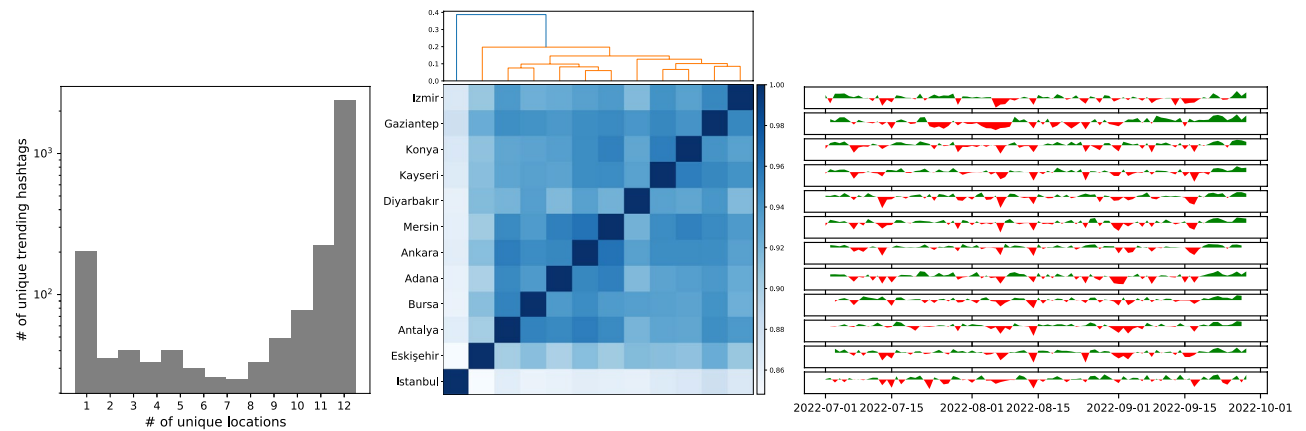 # of unique trending hashtags
10³
10²
1 2 3 4 5 6 7 8 9 10 11 12
# of unique locations
0.4
0.3
0.2
0.1
0.0
Izmir
Gaziantep
Konya
Kayseri
Diyarbakır
Mersin
Ankara
Adana
Bursa
Antalya
Eskişehir
Istanbul
1.00
0.98
0.96
0.94
0.92
0.90
0.88
0.86
2022-07-01 2022-07-15 2022-08-01 2022-08-15 2022-09-01 2022-09-15 2022-10-01